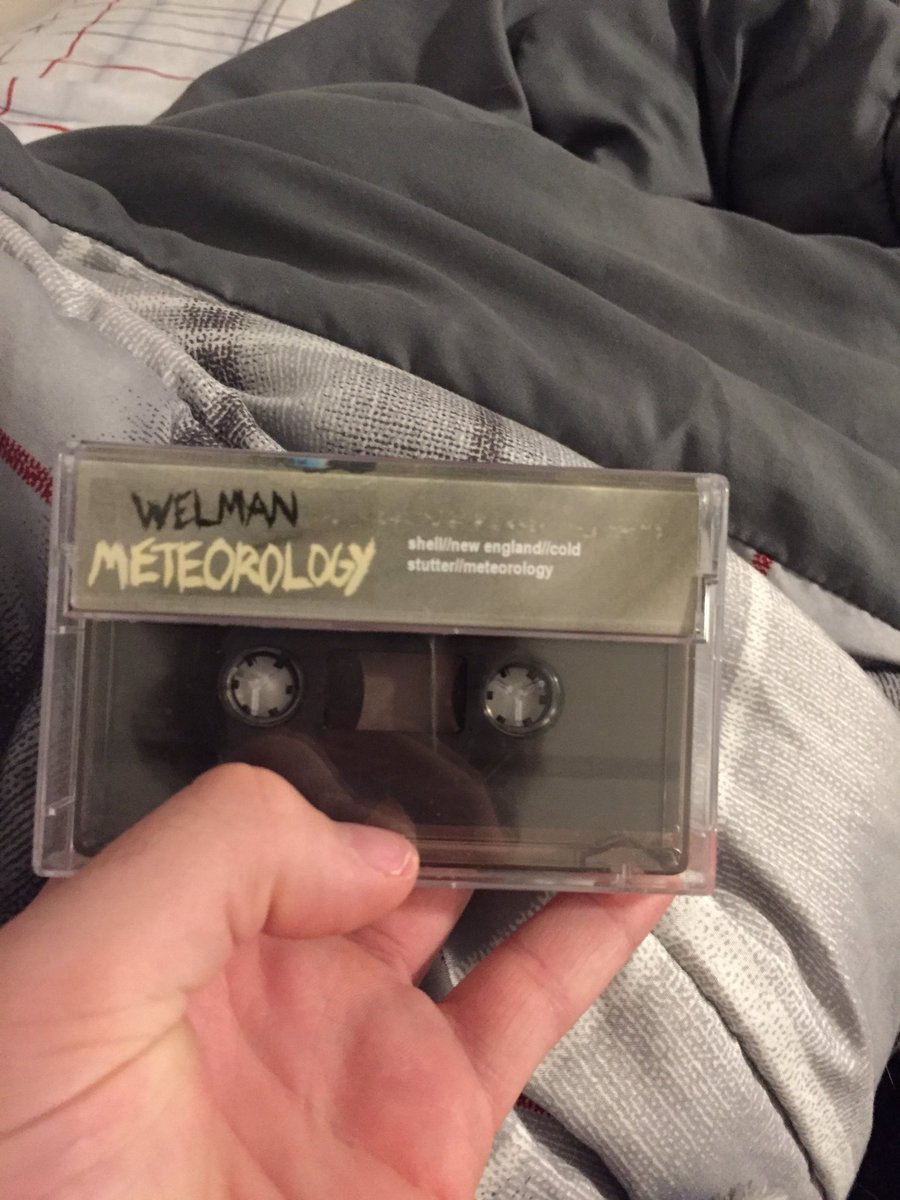 WELMAN
METEOROLOGY
shell//new england//cold
stutter//meteorology